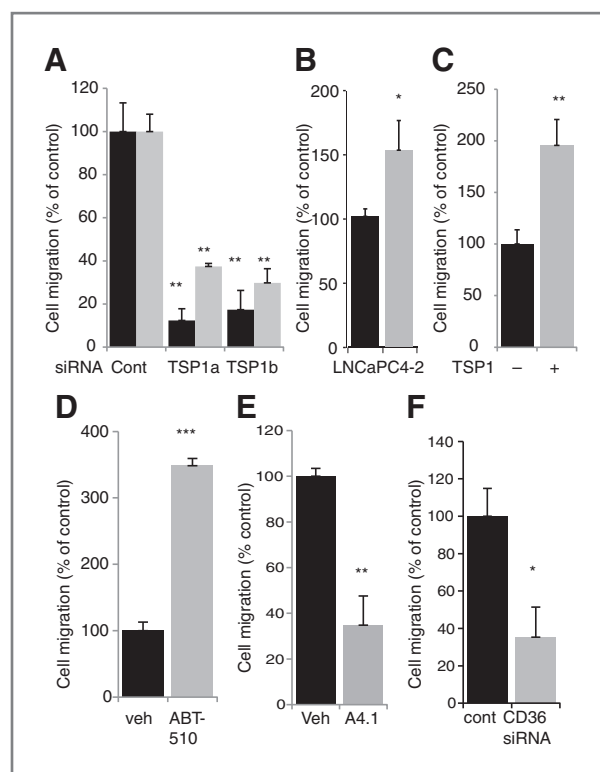 A
Cell migration (% of control)
120
100
80
60
40
20
0
**
**
**
**
siRNA Cont TSP1a TSP1b
B
Cell migration (% of control)
200
150
100
50
0
*
LNCaPC4-2
C
Cell migration (% of control)
250
200
150
100
50
0
**
TSP1 – +
D
Cell migration (% of control)
400
300
200
100
0
***
veh ABT-
510
E
Cell migration (% control)
120
100
80
60
40
20
0
**
Veh A4.1
F
Cell migration (% of control)
140
120
100
80
60
40
20
0
*
cont CD36
siRNA